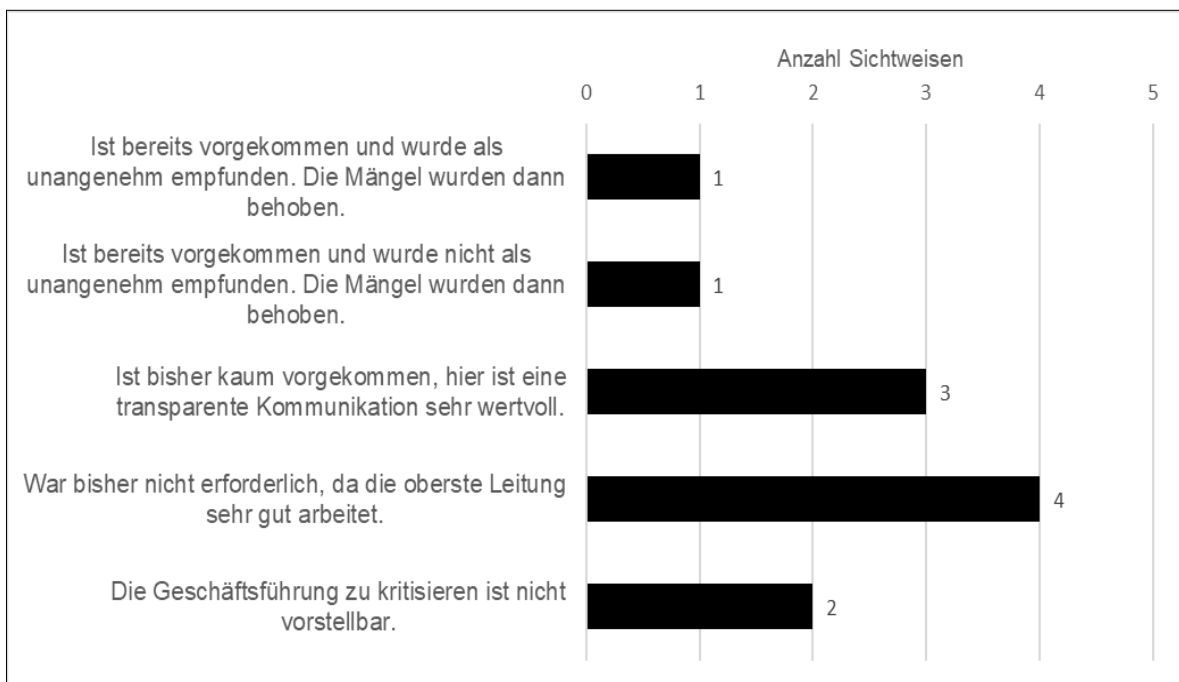 Anzahl Sichtweisen
0 1 2 3 4 5
Ist bereits vorgekommen und wurde als
unangenehm empfunden. Die Mängel wurden dann
behoben.
1
Ist bereits vorgekommen und wurde nicht als
unangenehm empfunden. Die Mängel wurden dann
behoben.
1
Ist bisher kaum vorgekommen, hier ist eine
transparente Kommunikation sehr wertvoll.
3
War bisher nicht erforderlich, da die oberste Leitung
sehr gut arbeitet.
4
Die Geschäftsführung zu kritisieren ist nicht
vorstellbar.
2